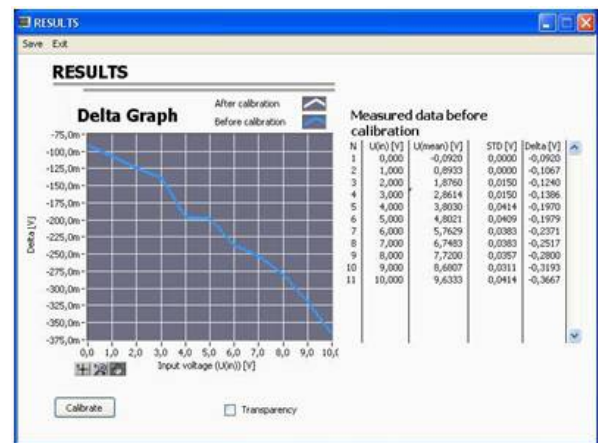 RESULTS
Save Exit
RESULTS
Delta Graph
After calibration
Before calibration
-75,0m
-100,0m
-125,0m
-150,0m
-175,0m
-200,0m
-225,0m
-250,0m
-275,0m
-300,0m
-325,0m
-350,0m
-375,0m
Delta [V]
0,0 1,0 2,0 3,0 4,0 5,0 6,0 7,0 8,0 9,0 10,(
Input voltage (U(in)) [V]
Measured data before
calibration
N U(in) [V] U(mean) [V] STD [V] Delta [V]
1 0,000 -0,0920 0,0000 -0,0920
2 1,000 0,8933 0,0000 -0,1067
3 2,000 1,8760 0,0150 -0,1240
4 3,000 2,8614 0,0150 -0,1386
5 4,000 3,8030 0,0414 -0,1970
6 5,000 4,8021 0,0409 -0,1979
7 6,000 5,7629 0,0383 -0,2371
8 7,000 6,7483 0,0383 -0,2517
9 8,000 7,7200 0,0357 -0,2800
10 9,000 8,6807 0,0311 -0,3193
11 10,000 9,6333 0,0414 -0,3667
Calibrate
Transparency